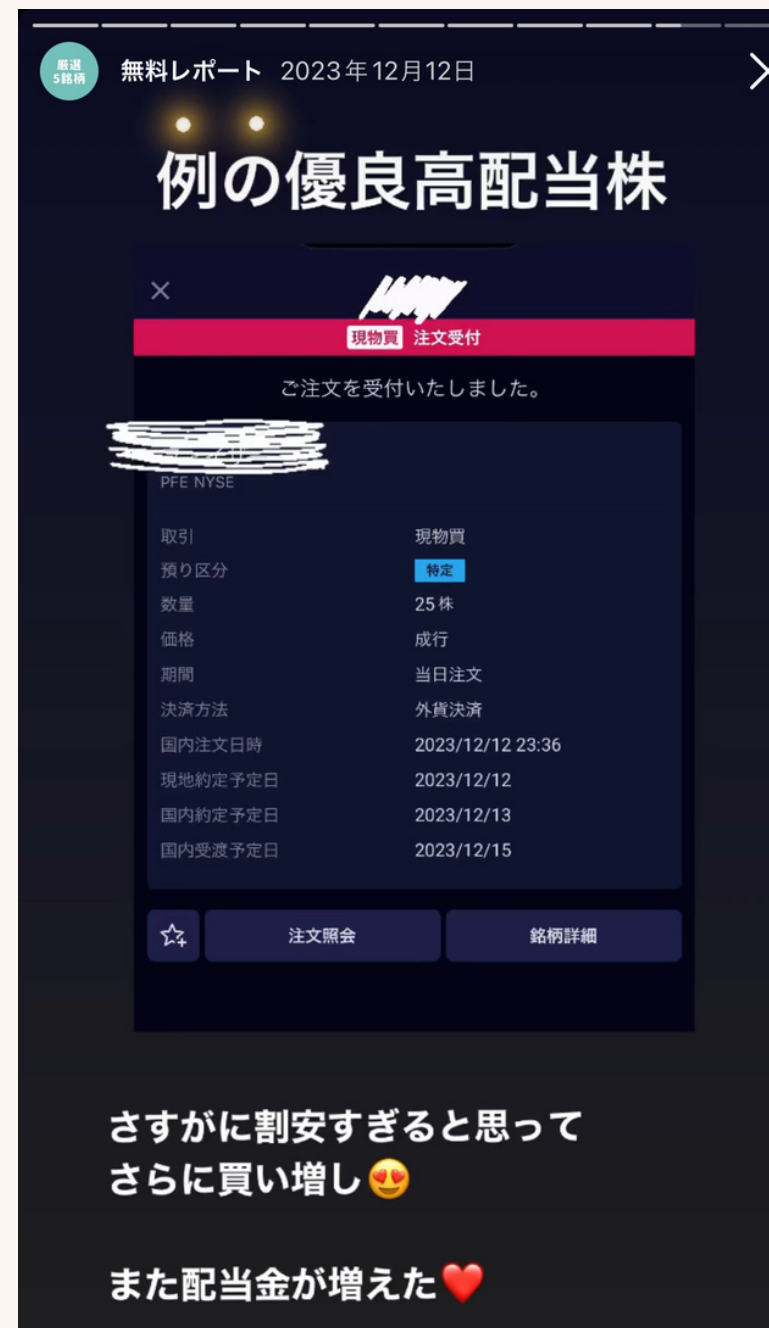 厳選
5銘柄
無料レポート 2023年12月12日
例の優良高配当株
現物買 注文受付
ご注文を受付いたしました。
PFE NYSE
取引 現物買
預り区分 特定
数量 25株
価格 成行
期間 当日注文
決済方法 外貨決済
国内注文日時 2023/12/12 23:36
現地約定予定日 2023/12/12
国内約定予定日 2023/12/13
国内受渡予定日 2023/12/15
注文照会 銘柄詳細
さすがに割安すぎると思って
さらに買い増し😍
また配当金が増えた❤️